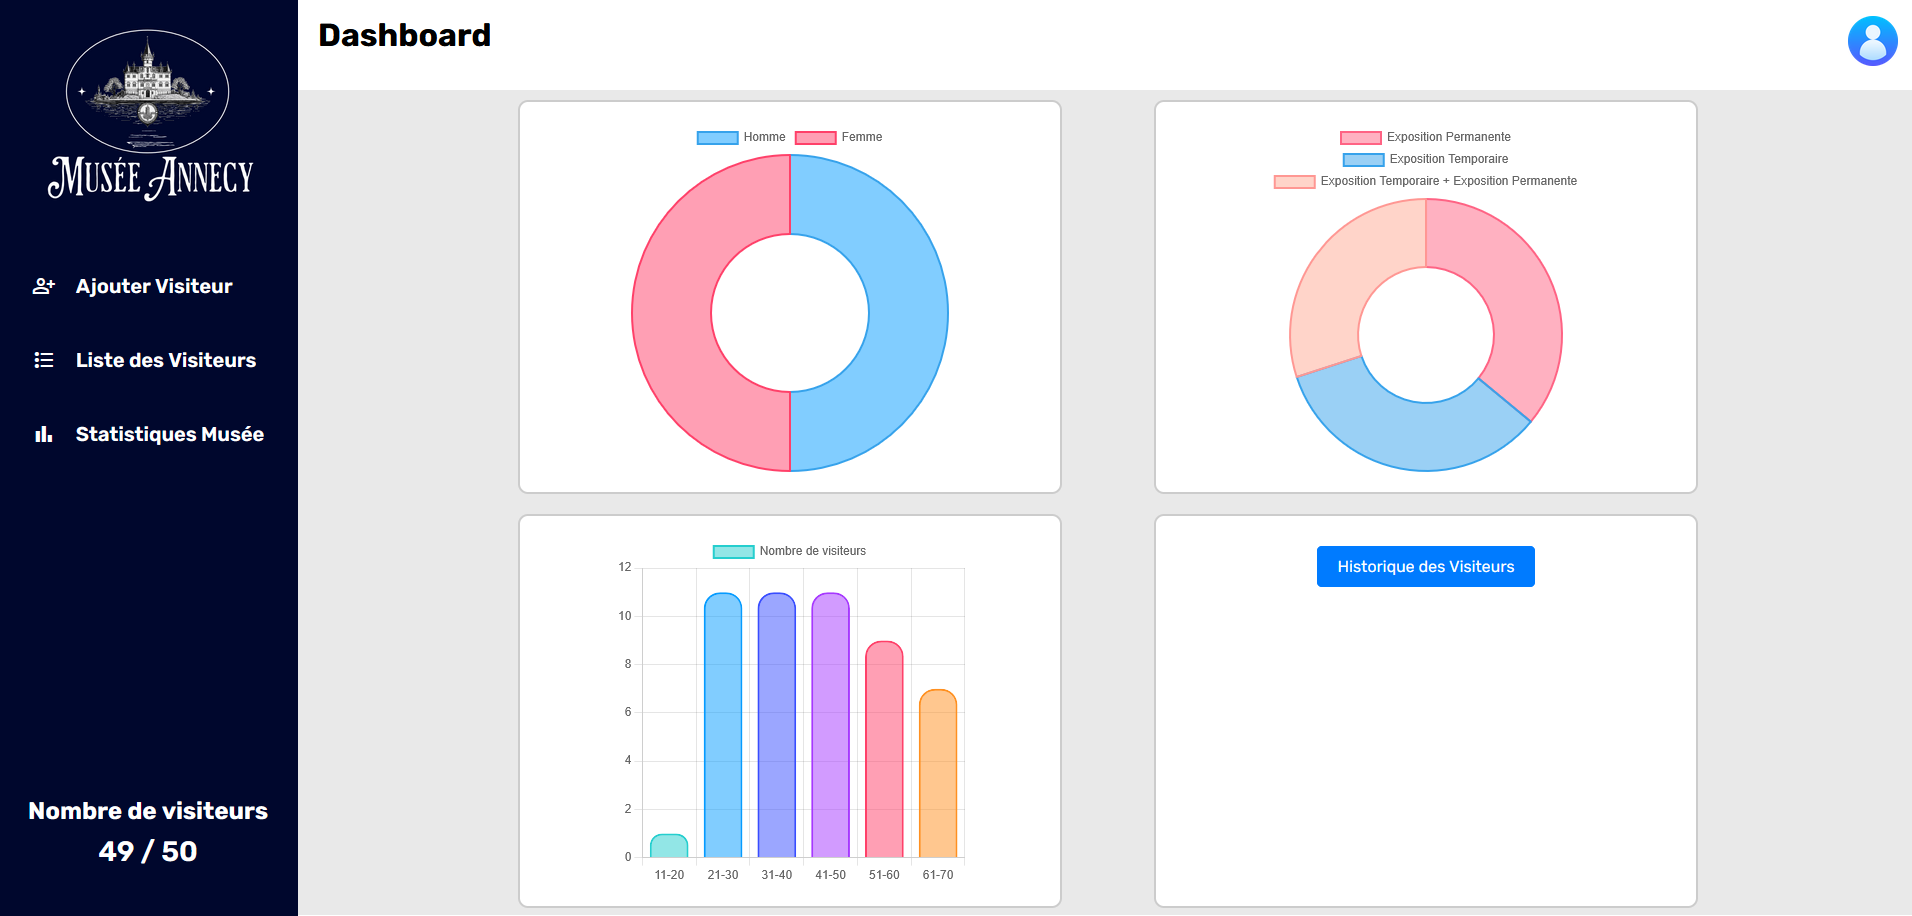 MUSÉE ANNECY
Ajouter Visiteur
Liste des Visiteurs
Statistiques Musée
Nombre de visiteurs
49 / 50
Dashboard
Homme Femme
Exposition Permanente
Exposition Temporaire
Exposition Temporaire + Exposition Permanente
Nombre de visiteurs
12
10
8
6
4
2
0
11-20 21-30 31-40 41-50 51-60 61-70
Historique des Visiteurs